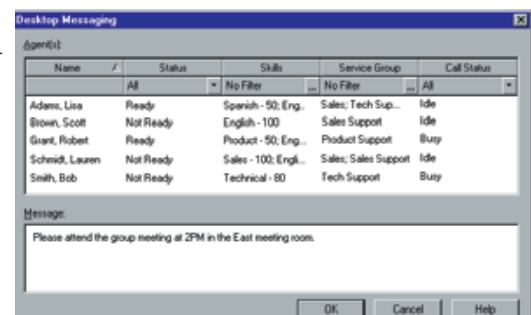 Desktop Messaging
Agent(s):
Name / Status Skills Service Group Call Status
All No Filter ... No Filter ... All
Adams, Lisa Ready Spanish - 50; Eng.. Sales; Tech Sup... Idle
Brown, Scott Not Ready English - 100 Sales Support Idle
Grant, Robert Ready Product - 50; Eng... Product Support Busy
Schmidt, Lauren Not Ready Sales - 100; Engli... Sales; Sales Support Idle
Smith, Bob Not Ready Technical - 80 Tech Support Busy
Message:
Please attend the group meeting at 2PM in the East meeting room.
OK Cancel Help